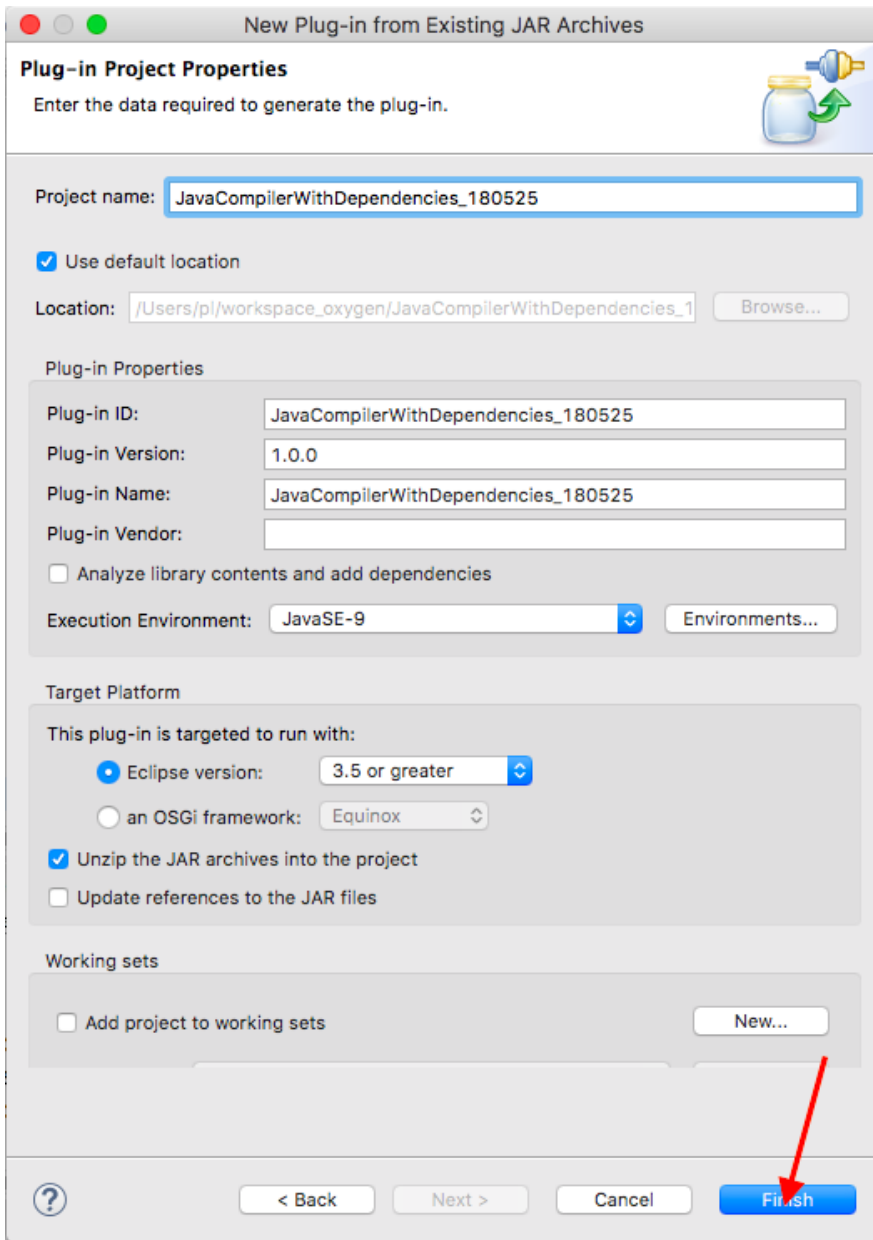 New Plug-in from Existing JAR Archives
Plug-in Project Properties
Enter the data required to generate the plug-in.
Project name: JavaCompilerWithDependencies_180525
Use default location
Location: /Users/pl/workspace_oxygen/JavaCompilerWithDependencies_1 Browse...
Plug-in Properties
Plug-in ID: JavaCompilerWithDependencies_180525
Plug-in Version: 1.0.0
Plug-in Name: JavaCompilerWithDependencies_180525
Plug-in Vendor:
Analyze library contents and add dependencies
Execution Environment: JavaSE-9 Environments...
Target Platform
This plug-in is targeted to run with:
Eclipse version: 3.5 or greater
an OSGi framework: Equinox
Unzip the JAR archives into the project
Update references to the JAR files
Working sets
Add project to working sets New...
? < Back Next > Cancel Finish